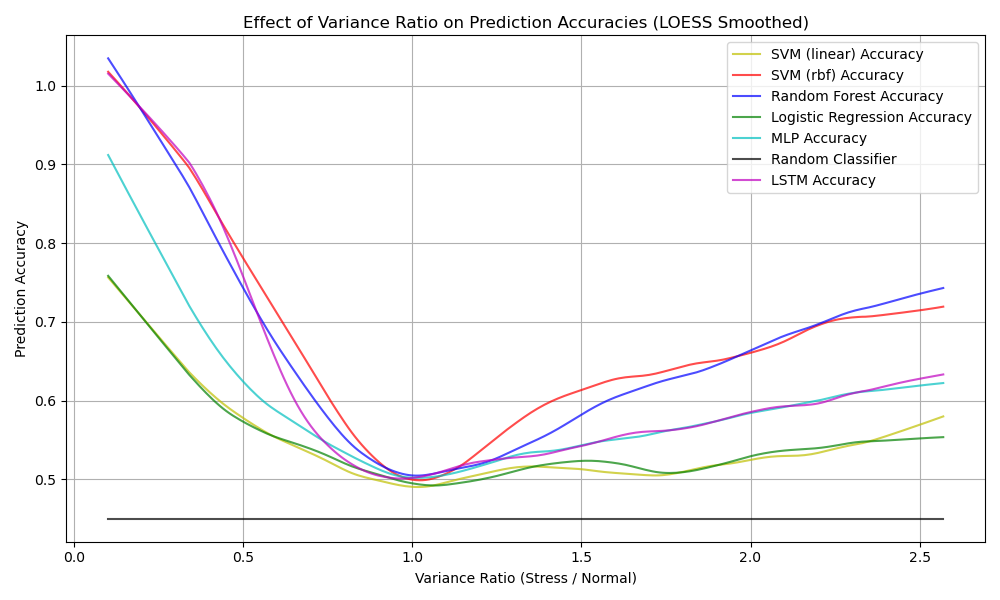 Effect of Variance Ratio on Prediction Accuracies (LOESS Smoothed)
SVM (linear) Accuracy
SVM (rbf) Accuracy
Random Forest Accuracy
Logistic Regression Accuracy
MLP Accuracy
Random Classifier
LSTM Accuracy
Prediction Accuracy
1.0
0.9
0.8
0.7
0.6
0.5
0.0 0.5 1.0 1.5 2.0 2.5
Variance Ratio (Stress / Normal)